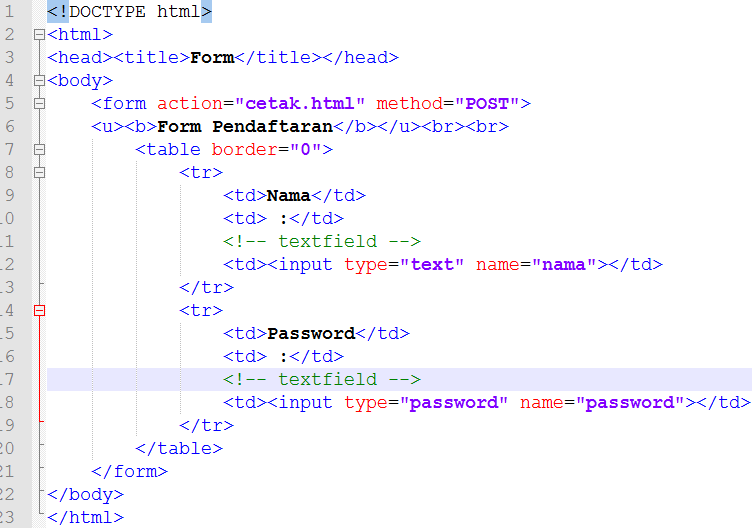 1 <!DOCTYPE html>
2 <html>
3 <head><title>Form</title></head>
4 <body>
5 <form action="cetak.html" method="POST">
6 <u><b>Form Pendaftaran</b></u><br><br>
7 <table border="0">
8 <tr>
9 <td>Nama</td>
10 <td> :</td>
11 <!-- textfield -->
12 <td><input type="text" name="nama"></td>
13 </tr>
14 <tr>
15 <td>Password</td>
16 <td> :</td>
17 <!-- textfield -->
18 <td><input type="password" name="password"></td>
19 </tr>
20 </table>
21 </form>
22 </body>
23 </html>